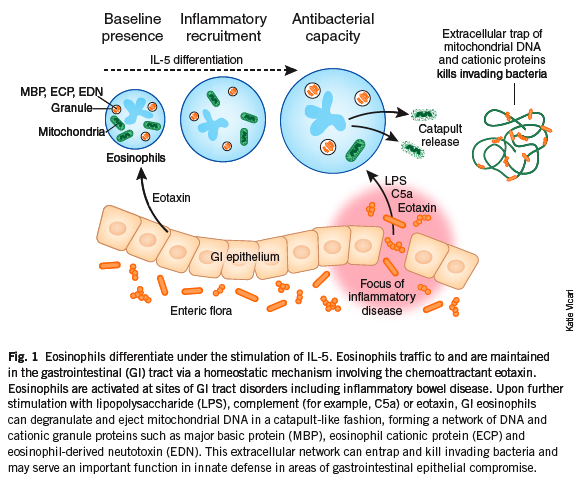 Baseline presence
Inflammatory recruitment
Antibacterial capacity
Extracellular trap of
mitochondrial DNA
and cationic proteins
kills invading bacteria
IL-5 differentiation
MBP, ECP, EDN
Granule
Mitochondria
Eosinophils
Catapult
release
LPS
C5a
Eotaxin
Eotaxin
GI epithelium
Enteric flora
Focus of
inflammatory
disease
Katie Vicari
Fig. 1 Eosinophils differentiate under the stimulation of IL-5. Eosinophils traffic to and are maintained
in the gastrointestinal (GI) tract via a homeostatic mechanism involving the chemoattractant eotaxin.
Eosinophils are activated at sites of GI tract disorders including inflammatory bowel disease. Upon further
stimulation with lipopolysaccharide (LPS), complement (for example, C5a) or eotaxin, GI eosinophils
can degranulate and eject mitochondrial DNA in a catapult-like fashion, forming a network of DNA and
cationic granule proteins such as major basic protein (MBP), eosinophil cationic protein (ECP) and
eosinophil-derived neutotoxin (EDN). This extracellular network can entrap and kill invading bacteria and
may serve an important function in innate defense in areas of gastrointestinal epithelial compromise.